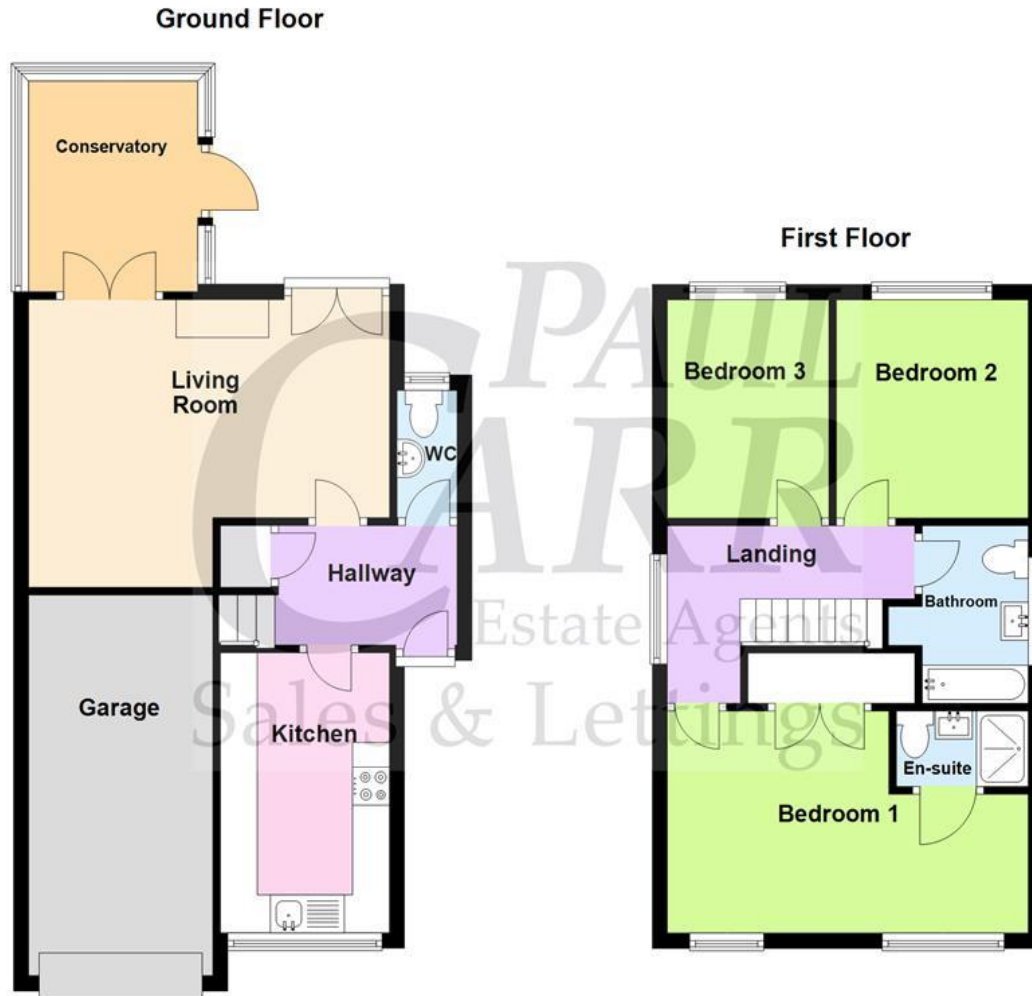 Ground Floor
Conservatory
First Floor
Living
Room
WC
Hallway
Garage
Kitchen
Bedroom 3
Bedroom 2
Landing
Bathroom
En-suite
Bedroom 1
PAUL
CARR
Estate Agents
Sales & Lettings